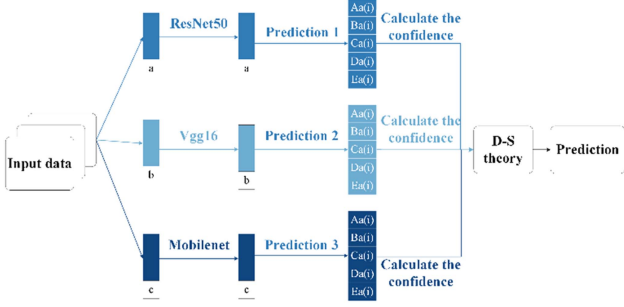 Input data
ResNet50
a
a
Prediction 1
Aa(i)
Ba(i)
Ca(i)
Da(i)
Ea(i)
Calculate the
confidence
Vgg16
b
b
Prediction 2
Aa(i)
Ba(i)
Ca(i)
Da(i)
Ea(i)
Calculate the
confidence
Mobilenet
c
c
Prediction 3
Aa(i)
Ba(i)
Ca(i)
Da(i)
Ea(i)
Calculate the
confidence
D-S
theory
Prediction